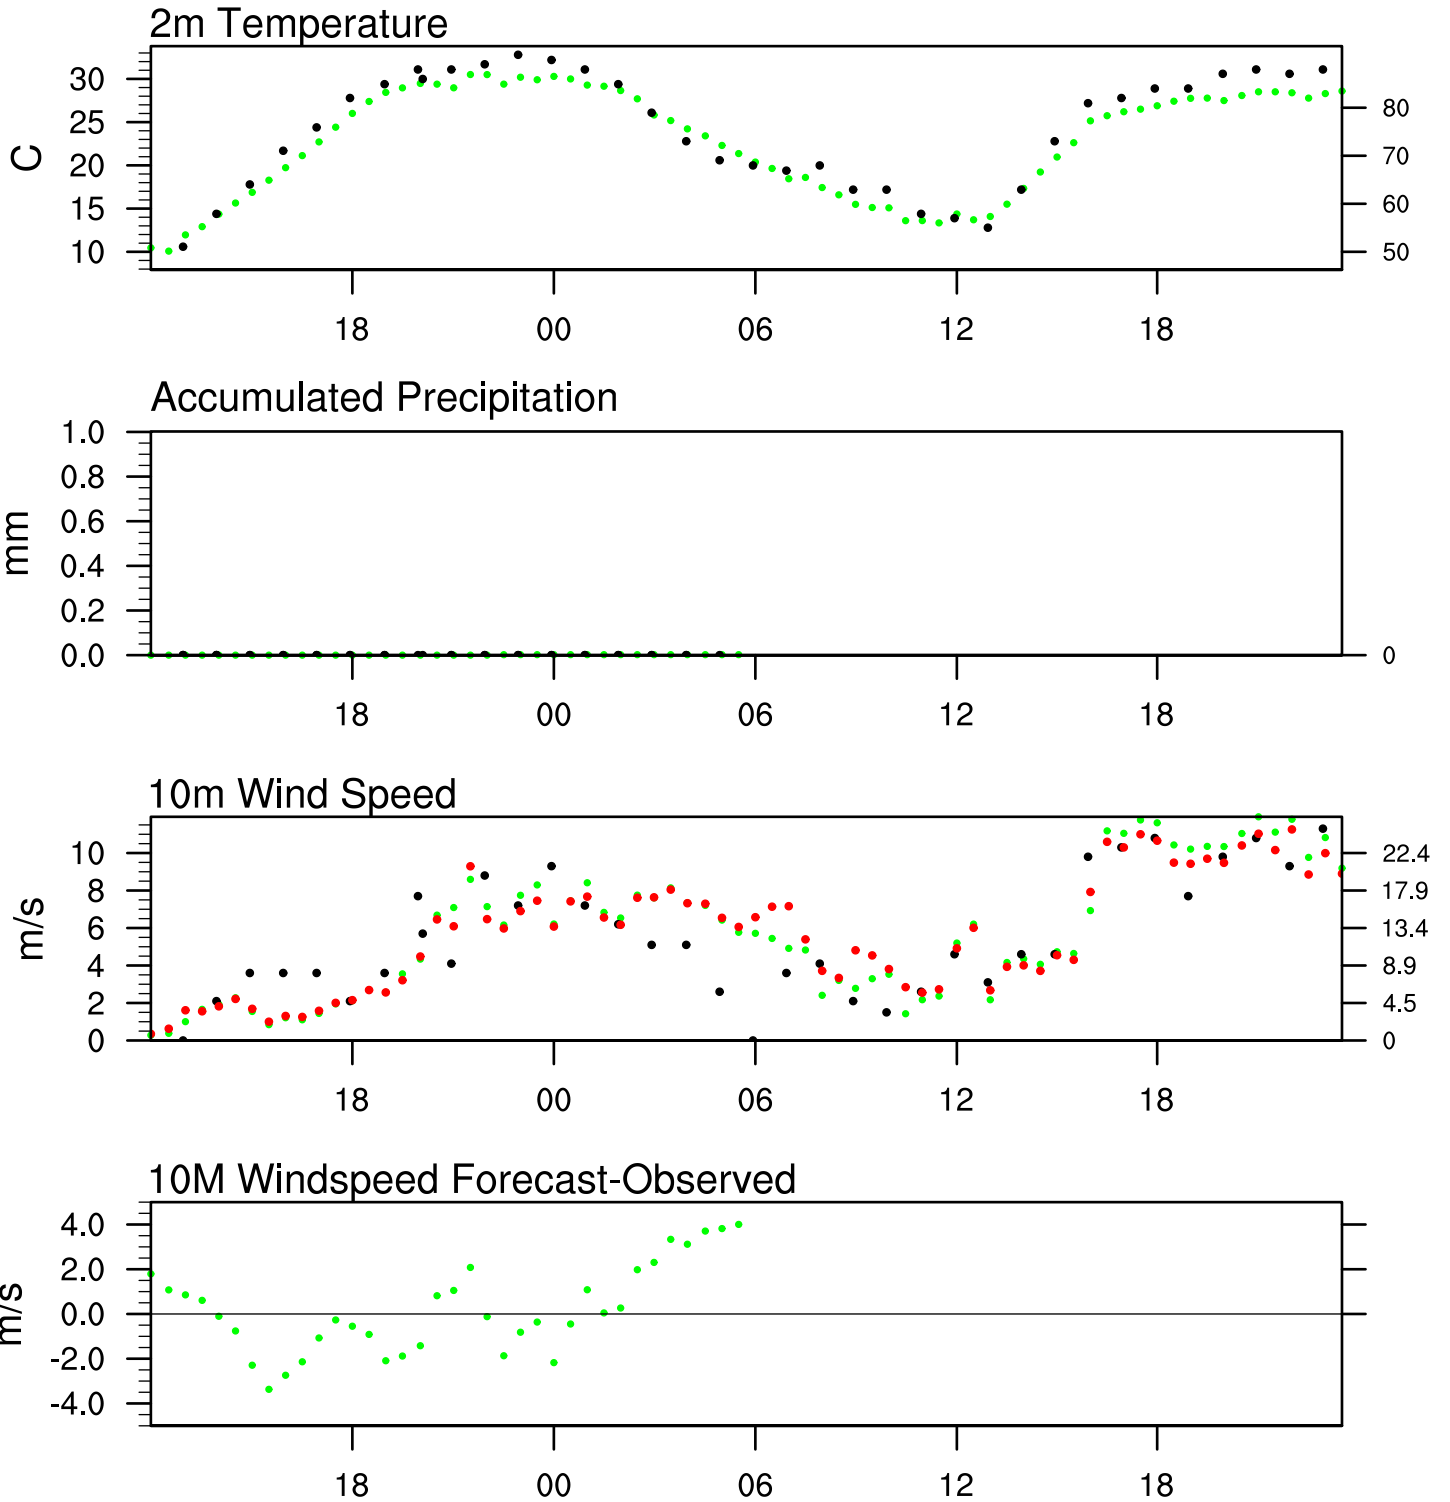 2m Temperature
30
25
20
15
10
C
80
70
60
50
18 00 06 12 18
Accumulated Precipitation
1.0
0.8
0.6
0.4
0.2
0.0
mm
0
18 00 06 12 18
10m Wind Speed
10
8
6
4
2
0
m/s
22.4
17.9
13.4
8.9
4.5
0
18 00 06 12 18
10M Windspeed Forecast-Observed
4.0
2.0
0.0
-2.0
-4.0
m/s
18 00 06 12 18